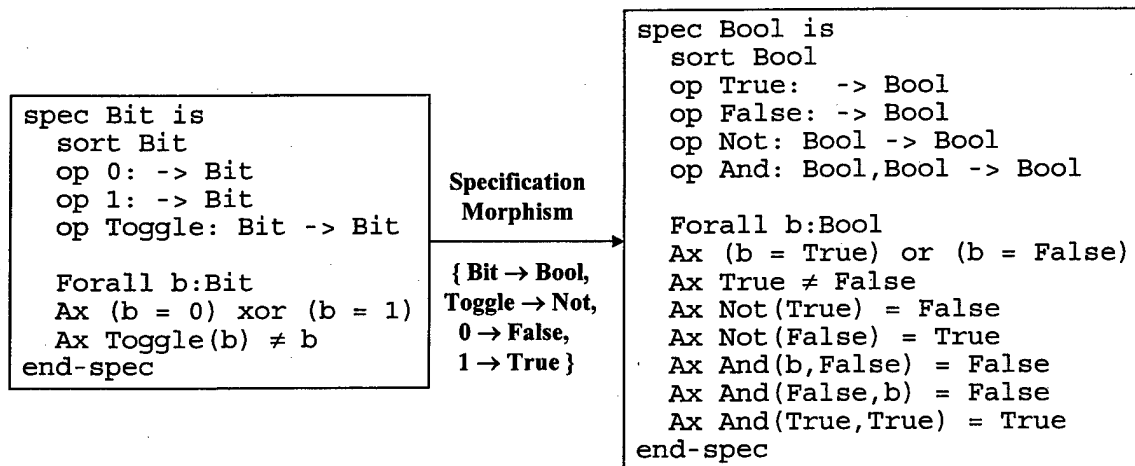 spec Bit is
sort Bit
op 0: -> Bit
op 1: -> Bit
op Toggle: Bit -> Bit
Forall b:Bit
Ax (b = 0) xor (b = 1)
Ax Toggle(b) ≠ b
end-spec
Specification
Morphism
{ Bit → Bool,
Toggle → Not,
0 → False,
1 → True }
spec Bool is
sort Bool
op True: -> Bool
op False: -> Bool
op Not: Bool -> Bool
op And: Bool,Bool -> Bool
Forall b:Bool
Ax (b = True) or (b = False)
Ax True ≠ False
Ax Not(True) = False
Ax Not(False) = True
Ax And(b,False) = False
Ax And(False,b) = False
Ax And(True,True) = True
end-spec